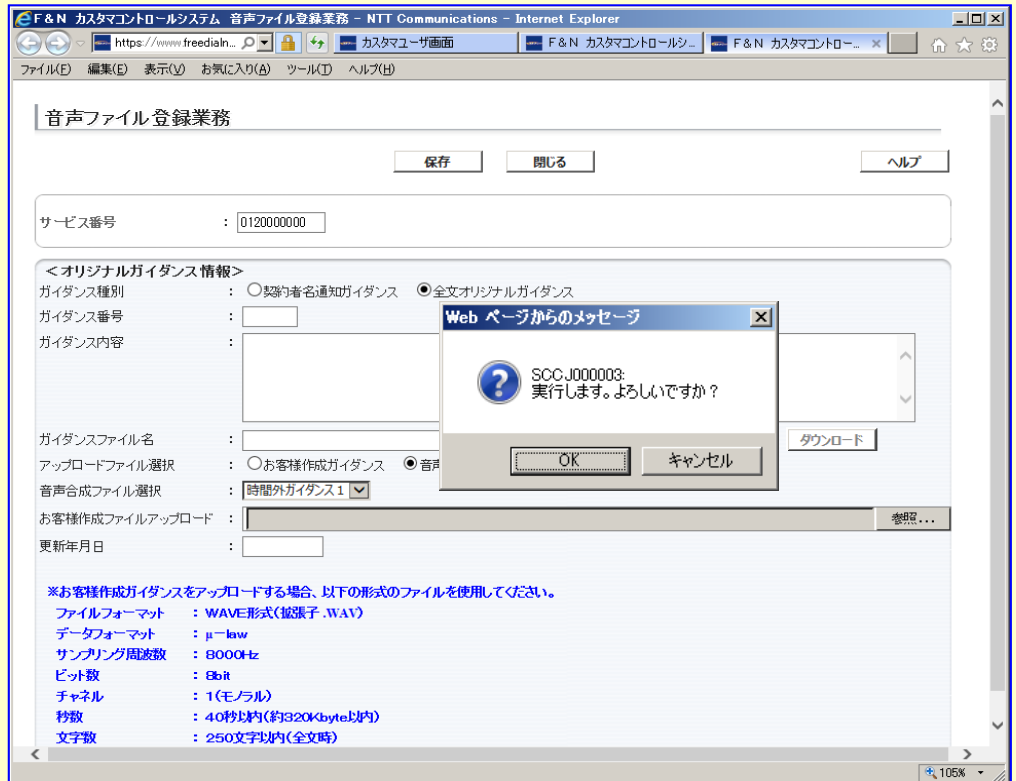 F&N カスタマコントロールシステム 音声ファイル登録業務 - NTT Communications - Internet Explorer
https://www.freedialn... カスタマユーザ画面 F&N カスタマコントロールシ... F&N カスタマコントロー... ×
ファイル(F) 編集(E) 表示(V) お気に入り(A) ツール(T) ヘルプ(H)
音声ファイル登録業務
保存 閉じる ヘルプ
サービス番号 : 0120000000
<オリジナルガイダンス情報>
ガイダンス種別 : 契約者名通知ガイダンス 全文オリジナルガイダンス
ガイダンス番号 :
Web ページからのメッセージ
ガイダンス内容 :
SCCJ000003:
実行します。よろしいですか?
OK キャンセル
ガイダンスファイル名 : ダウンロード
アップロードファイル選択 : お客様作成ガイダンス 音声
音声合成ファイル選択 : 時間外ガイダンス1
お客様作成ファイルアップロード : 参照...
更新年月日 :
※お客様作成ガイダンスをアップロードする場合、以下の形式のファイルを使用してください。
ファイルフォーマット : WAVE形式(拡張子 .WAV)
データフォーマット : μ-law
サンプリング周波数 : 8000Hz
ビット数 : 8bit
チャネル : 1(モノラル)
秒数 : 40秒以内(約320Kbyte以内)
文字数 : 250文字以内(全文時)
105%